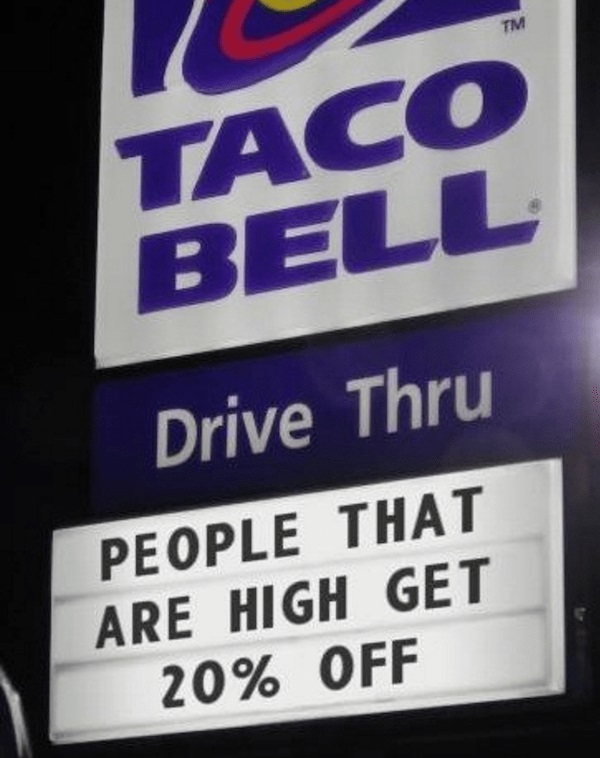 TM
TACO
BELL®
Drive Thru
PEOPLE THAT
ARE HIGH GET
20% OFF